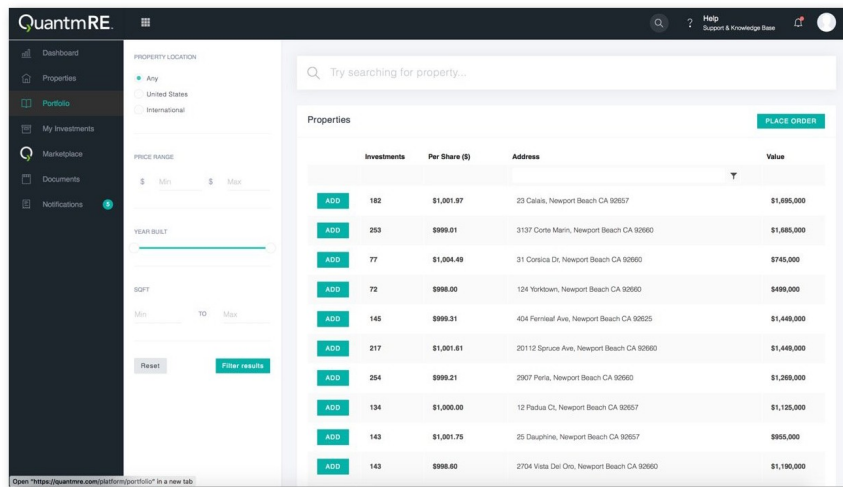 QuantmRE.
Help
Support & Knowledge Base
Dashboard
Properties
Portfolio
My Investments
Marketplace
Documents
Notifications 5
PROPERTY LOCATION
Any
United States
International
PRICE RANGE
$ Min $ Max
YEAR BUILT
SQFT
Min TO Max
Reset Filter results
Try searching for property...
Properties PLACE ORDER
Investments Per Share ($) Address Value
ADD 182 $1,001.97 23 Calais, Newport Beach CA 92657 $1,695,000
ADD 253 $999.01 3137 Corte Marin, Newport Beach CA 92660 $1,685,000
ADD 77 $1,004.49 31 Corsica Dr, Newport Beach CA 92660 $745,000
ADD 72 $998.00 124 Yorktown, Newport Beach CA 92660 $499,000
ADD 145 $999.31 404 Fernleaf Ave, Newport Beach CA 92625 $1,449,000
ADD 217 $1,001.61 20112 Spruce Ave, Newport Beach CA 92660 $1,449,000
ADD 254 $999.21 2907 Perla, Newport Beach CA 92660 $1,269,000
ADD 134 $1,000.00 12 Padua Ct, Newport Beach CA 92657 $1,125,000
ADD 143 $1,001.75 25 Dauphine, Newport Beach CA 92657 $955,000
ADD 143 $998.60 2704 Vista Del Oro, Newport Beach CA 92660 $1,190,000
Open "https://quantmre.com/platform/portfolio" in a new tab